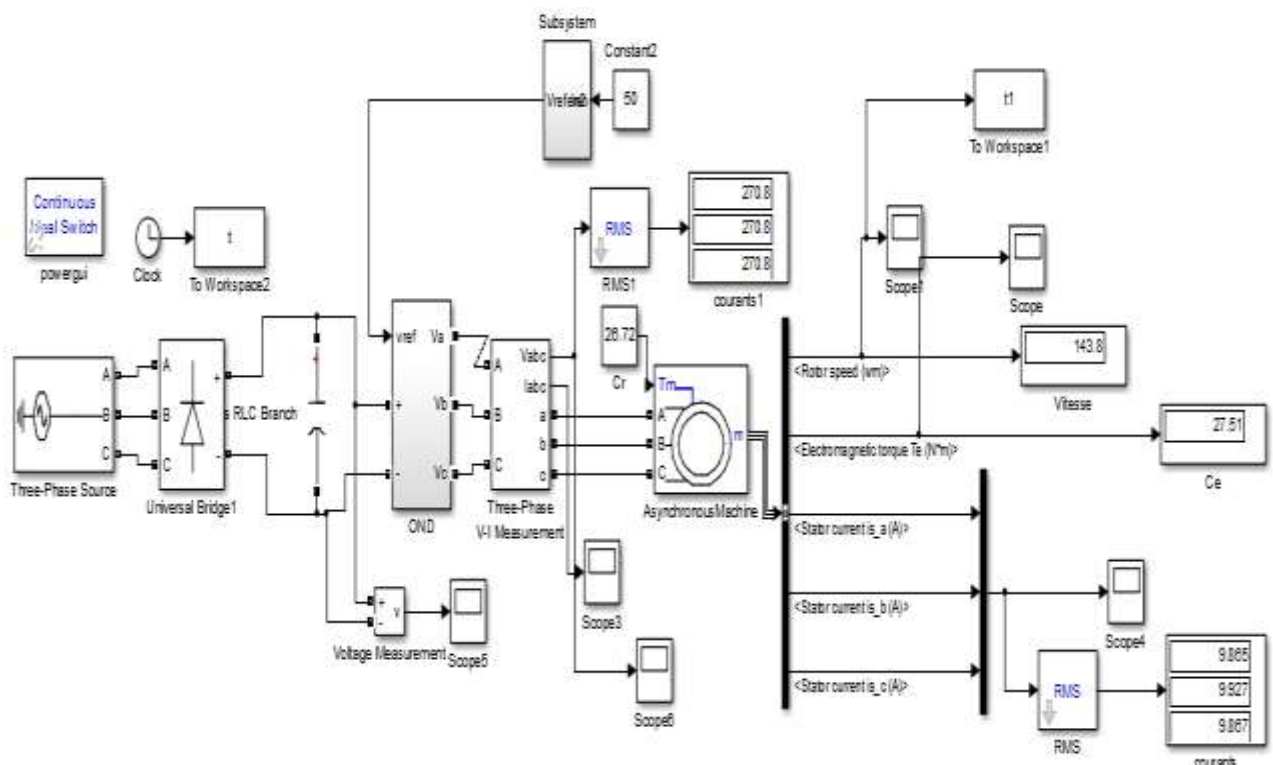 Subsystem
Constant2
50
t1
To Workspace1
Continuous
powergui
Clock
t
To Workspace2
RMS
RMS1
270.8
270.8
270.8
courants1
Scope1
Scope
vref
Va
Vb
Vc
+
-
OND
A
B
C
Three-Phase Source
A
B
C
+
-
Universal Bridge1
RLC Branch
+
A
B
C
Vabc
Iabc
a
b
c
Three-Phase
V-I Measurement
26.72
Cr
Tm
A
B
C
m
Asynchronous Machine
<Rotor speed (wm)>
143.8
Vitesse
<Electromagnetic torque Te (N*m)>
27.51
Ce
<Stator current is_a (A)>
<Stator current is_b (A)>
<Stator current is_c (A)>
+
-
v
Voltage Measurement
Scope5
Scope3
Scope6
Scope4
RMS
RMS
9.865
9.927
9.867
courants